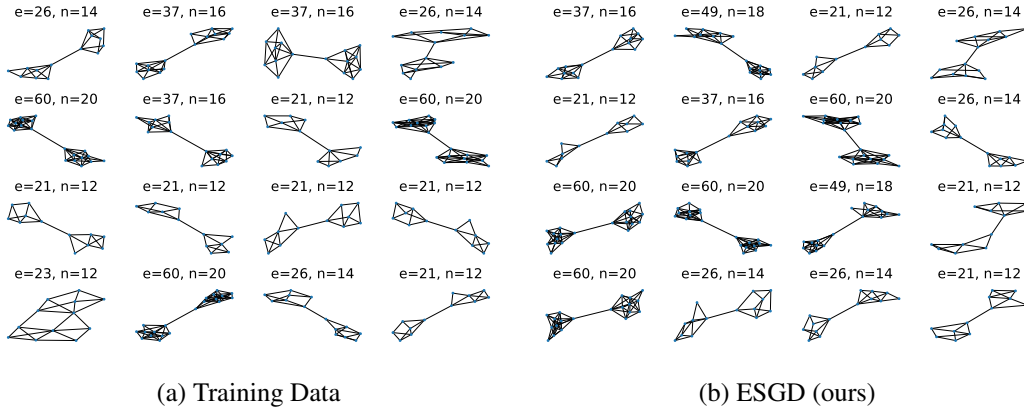 e=26, n=14 e=37, n=16 e=37, n=16 e=26, n=14 e=37, n=16 e=49, n=18 e=21, n=12 e=26, n=14
e=60, n=20 e=37, n=16 e=21, n=12 e=60, n=20 e=21, n=12 e=37, n=16 e=60, n=20 e=26, n=14
e=21, n=12 e=21, n=12 e=21, n=12 e=21, n=12 e=60, n=20 e=60, n=20 e=49, n=18 e=21, n=12
e=23, n=12 e=60, n=20 e=26, n=14 e=21, n=12 e=60, n=20 e=26, n=14 e=26, n=14 e=21, n=12
(a) Training Data (b) ESGD (ours)